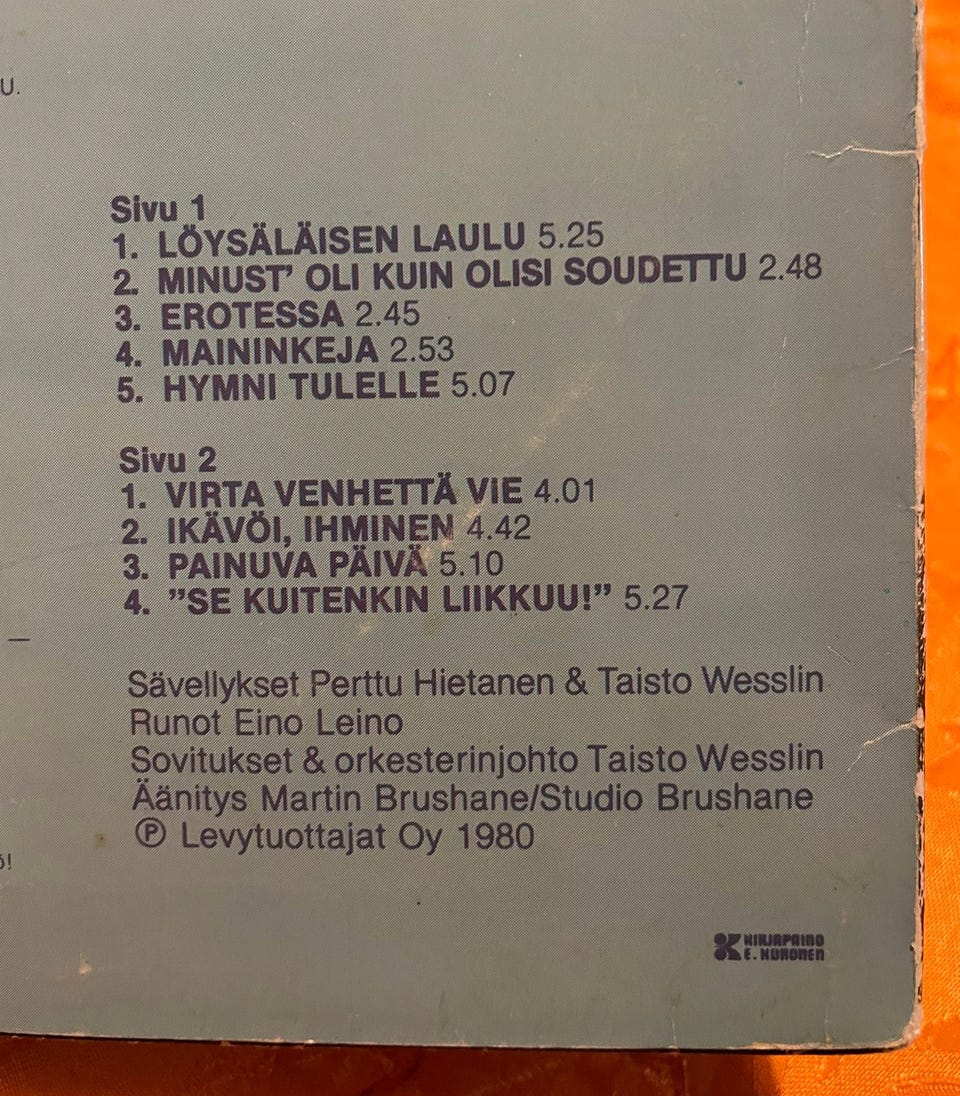 U.
Sivu 1
1. LÖYSÄLÄISEN LAULU 5.25
2. MINUST' OLI KUIN OLISI SOUDETTU 2.48
3. EROTESSA 2.45
4. MAININKEJA 2.53
5. HYMNI TULELLE 5.07
Sivu 2
1. VIRTA VENHETTÄ VIE 4.01
2. IKÄVÖI, IHMINEN 4.42
3. PAINUVA PÄIVÄ 5.10
4. ”SE KUITENKIN LIIKKUU!” 5.27
—
Sävellykset Perttu Hietanen & Taisto Wesslin
Runot Eino Leino
Sovitukset & orkesterinjohto Taisto Wesslin
Äänitys Martin Brushane/Studio Brushane
Ⓟ Levytuottajat Oy 1980
ö!
KIRJAPAINO
E. NURONEN